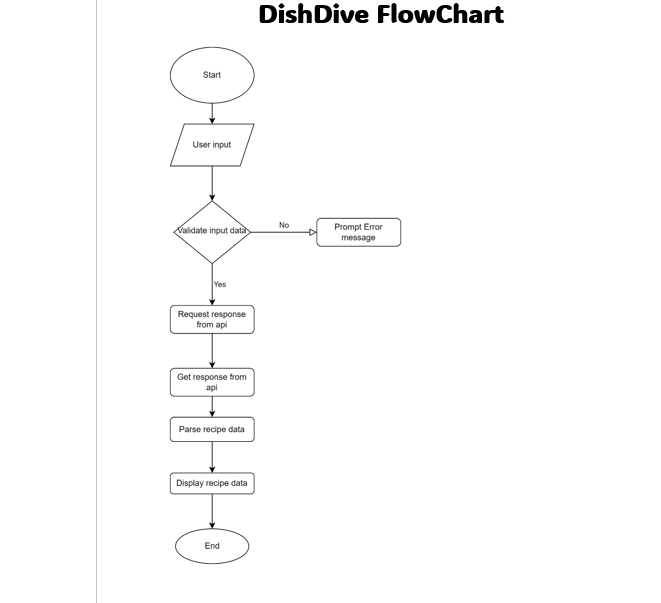 DishDive FlowChart
Start
User input
Validate input data
No
Prompt Error
message
Yes
Request response
from api
Get response from
api
Parse recipe data
Display recipe data
End